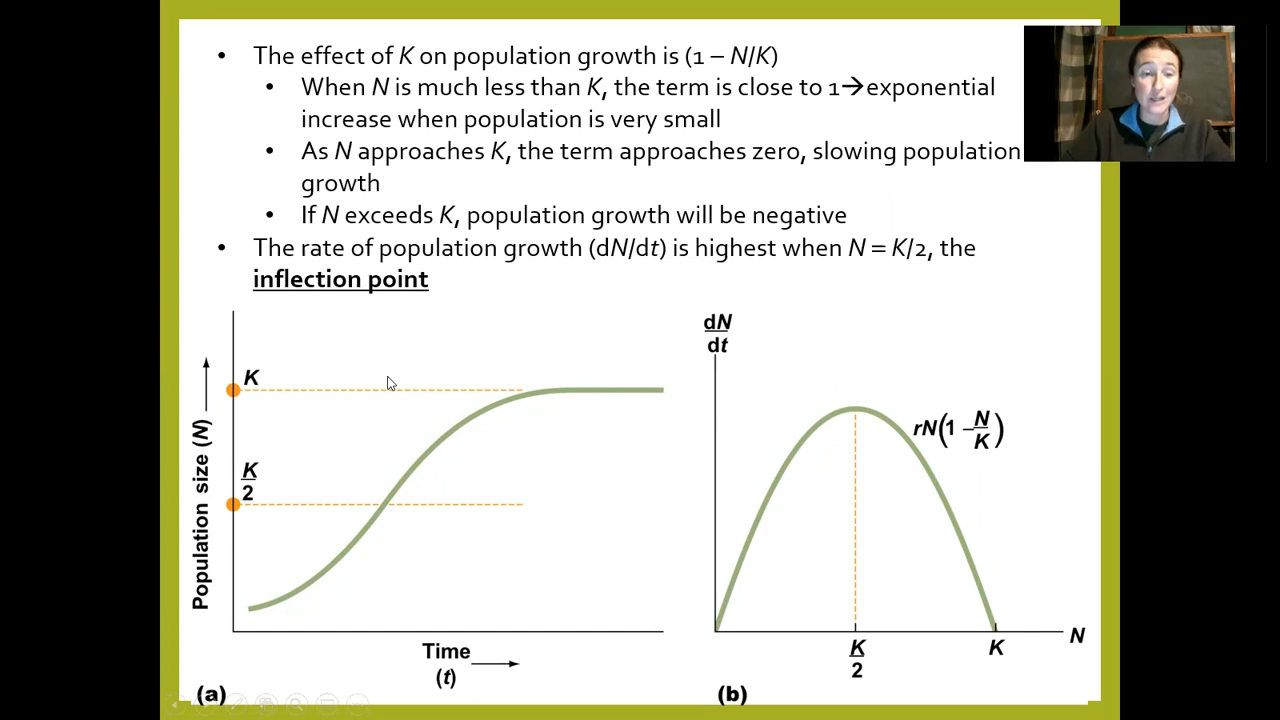 • The effect of K on population growth is (1 – N/K)
• When N is much less than K, the term is close to 1→exponential
increase when population is very small
• As N approaches K, the term approaches zero, slowing population
growth
• If N exceeds K, population growth will be negative
• The rate of population growth (dN/dt) is highest when N = K/2, the
inflection point
Population size (N)
K
K
2
Time
(t)
(a)
dN
dt
rN(1 – N/K)
K
2
K
N
(b)